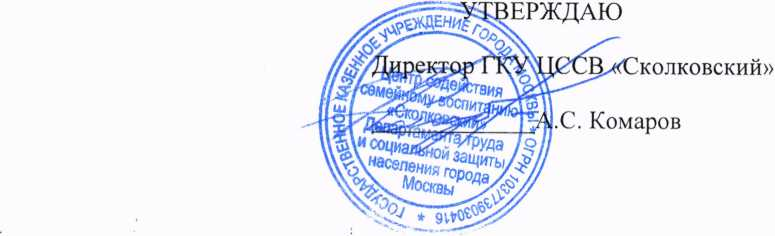 УТВЕРЖДАЮ
Директор ГКУ ЦССВ «Сколковский»
А.С. Комаров
ГОСУДАРСТВЕННОЕ КАЗЕННОЕ УЧРЕЖДЕНИЕ ГОРОДА МОСКВЫ * ОГРН 1037739030416 *
Центр содействия
семейному воспитанию
«Сколковский»
Департамента труда
и социальной защиты
населения города
Москвы